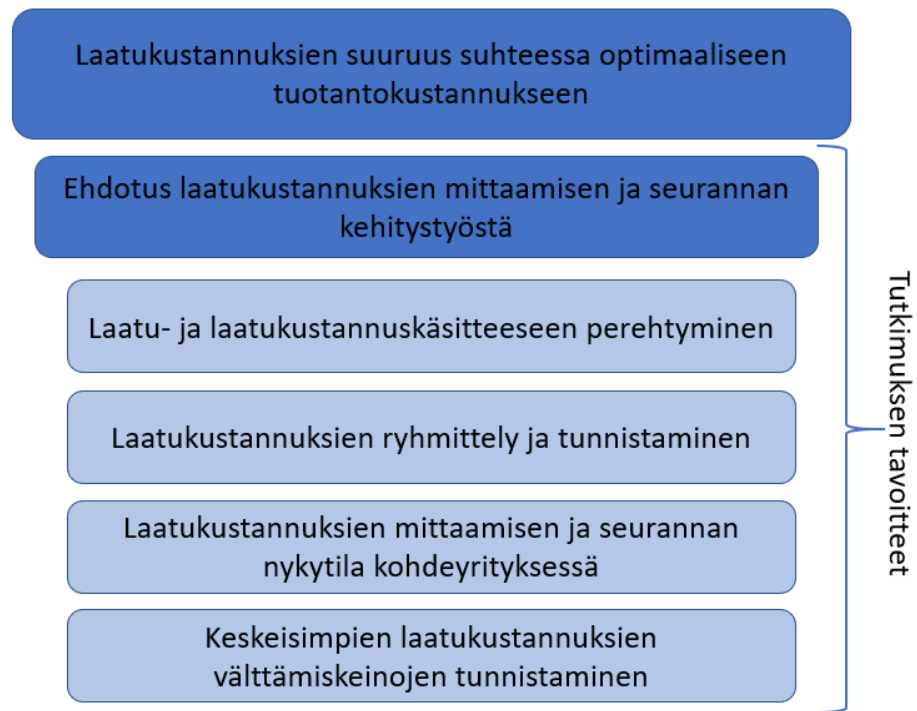 Laatukustannuksien suuruus suhteessa optimaaliseen
tuotantokustannukseen
Ehdotus laatukustannuksien mittaamisen ja seurannan
kehitystyöstä
Laatu- ja laatukustannuskäsitteeseen perehtyminen
Laatukustannuksien ryhmittely ja tunnistaminen
Laatukustannuksien mittaamisen ja seurannan
nykytila kohdeyrityksessä
Keskeisimpien laatukustannuksien
välttämiskeinojen tunnistaminen
Tutkimuksen tavoitteet